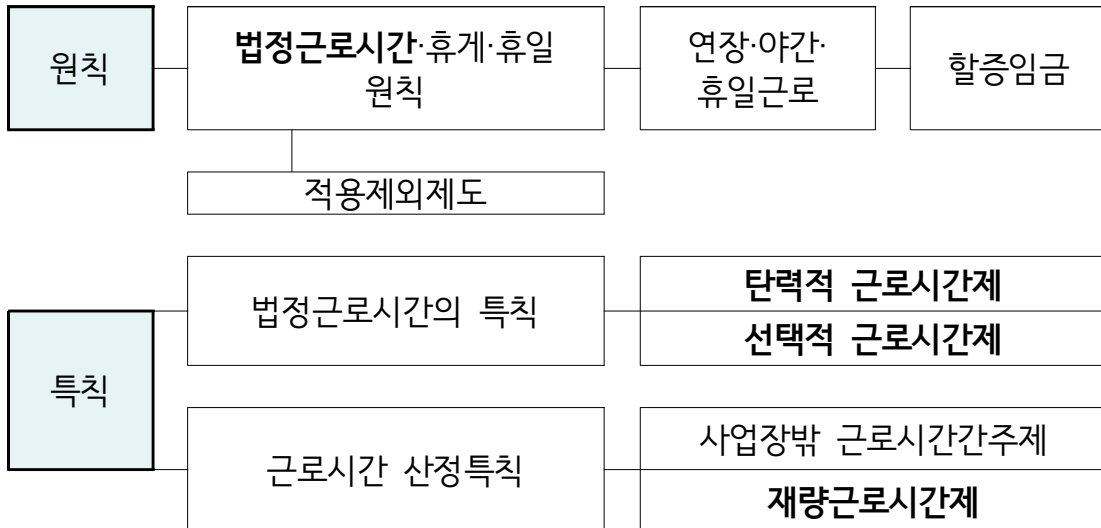 원칙
법정근로시간·휴게·휴일
원칙
연장·야간·
휴일근로
할증임금
적용제외제도
특칙
법정근로시간의 특칙
탄력적 근로시간제
선택적 근로시간제
근로시간 산정특칙
사업장밖 근로시간간주제
재량근로시간제